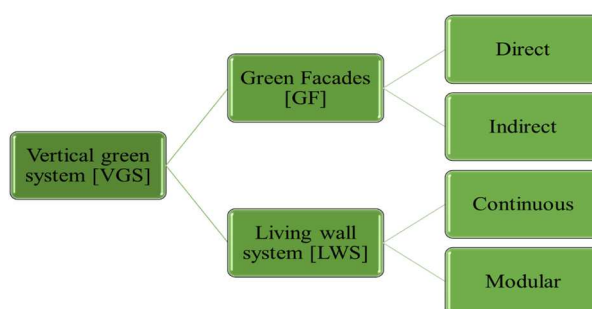 Vertical green
system [VGS]
Green Facades
[GF]
Direct
Indirect
Living wall
system [LWS]
Continuous
Modular